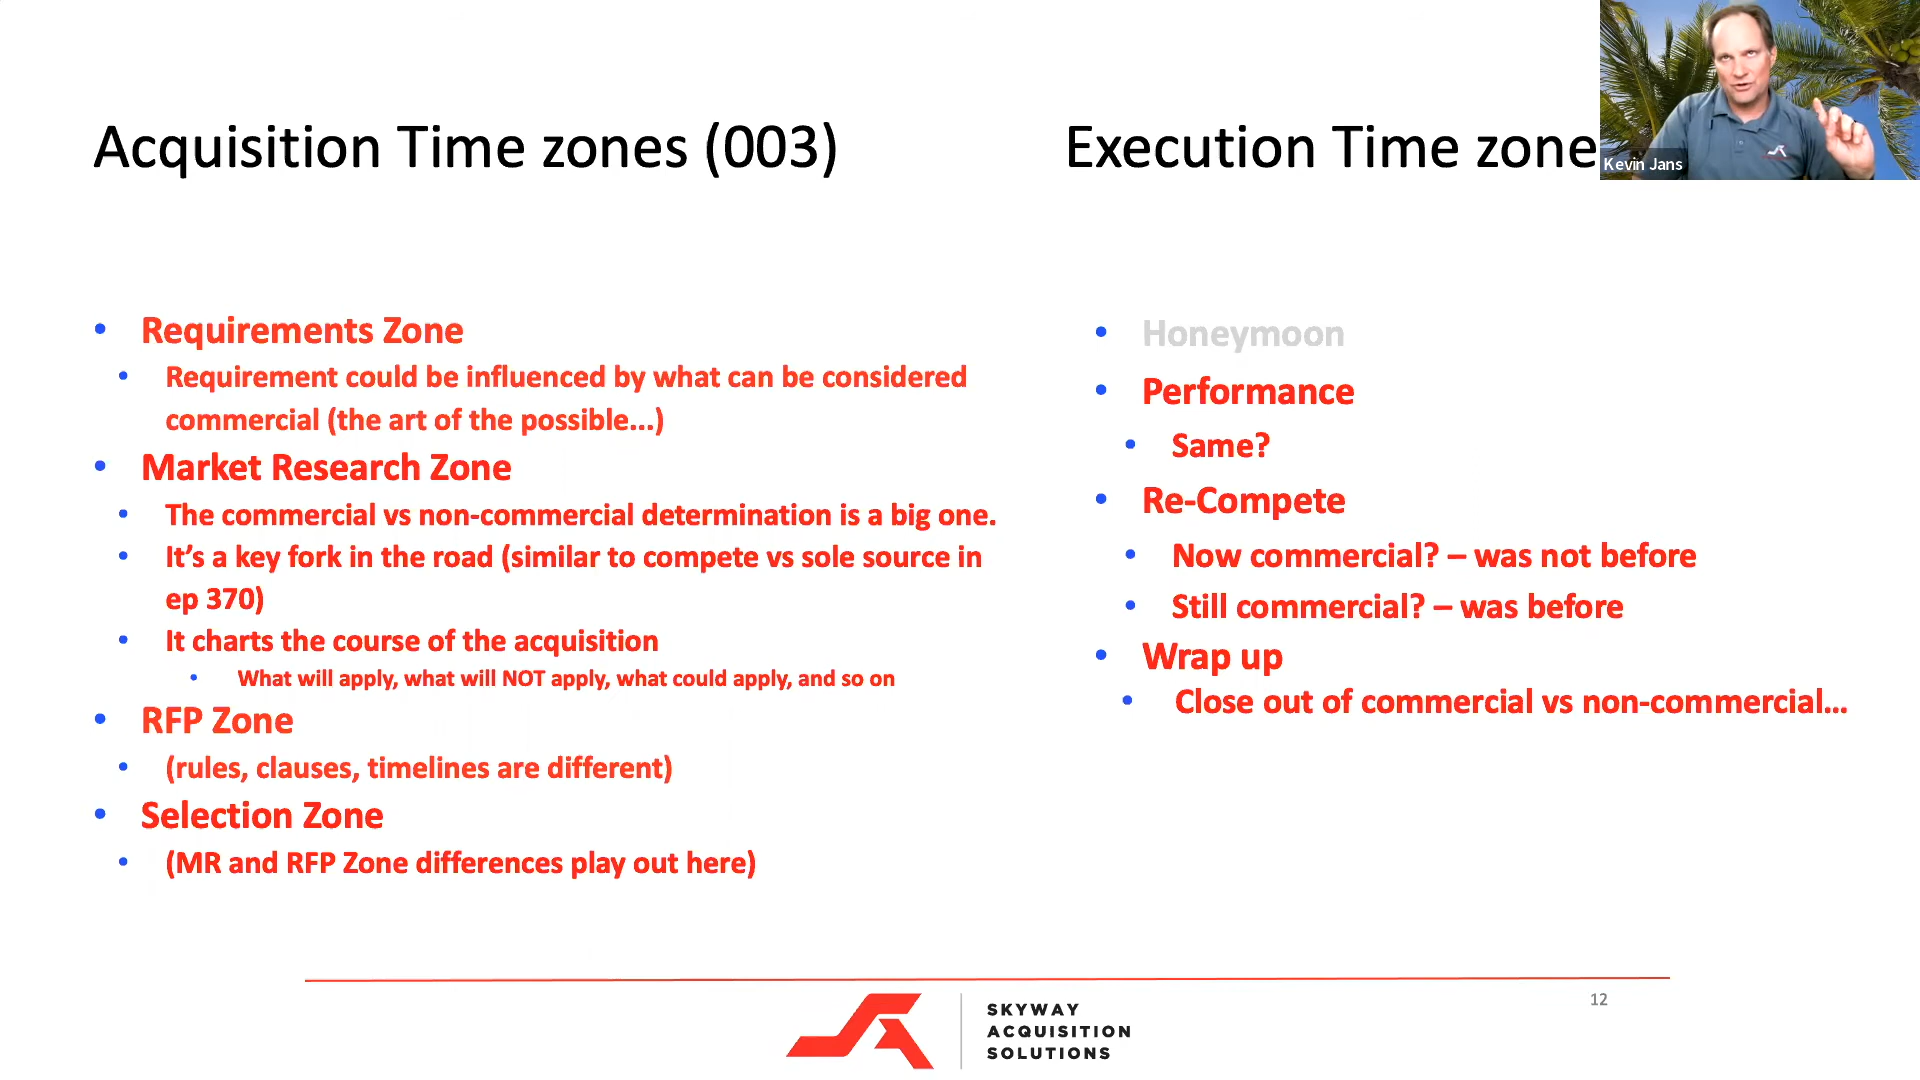 Acquisition Time zones (003)
• Requirements Zone
• Requirement could be influenced by what can be considered
commercial (the art of the possible...)
• Market Research Zone
• The commercial vs non-commercial determination is a big one.
• It’s a key fork in the road (similar to compete vs sole source in
ep 370)
• It charts the course of the acquisition
• What will apply, what will NOT apply, what could apply, and so on
• RFP Zone
• (rules, clauses, timelines are different)
• Selection Zone
• (MR and RFP Zone differences play out here)
Execution Time zone
• Honeymoon
• Performance
• Same?
• Re-Compete
• Now commercial? – was not before
• Still commercial? – was before
• Wrap up
• Close out of commercial vs non-commercial...
Kevin Jans
SKYWAY
ACQUISITION
SOLUTIONS
12